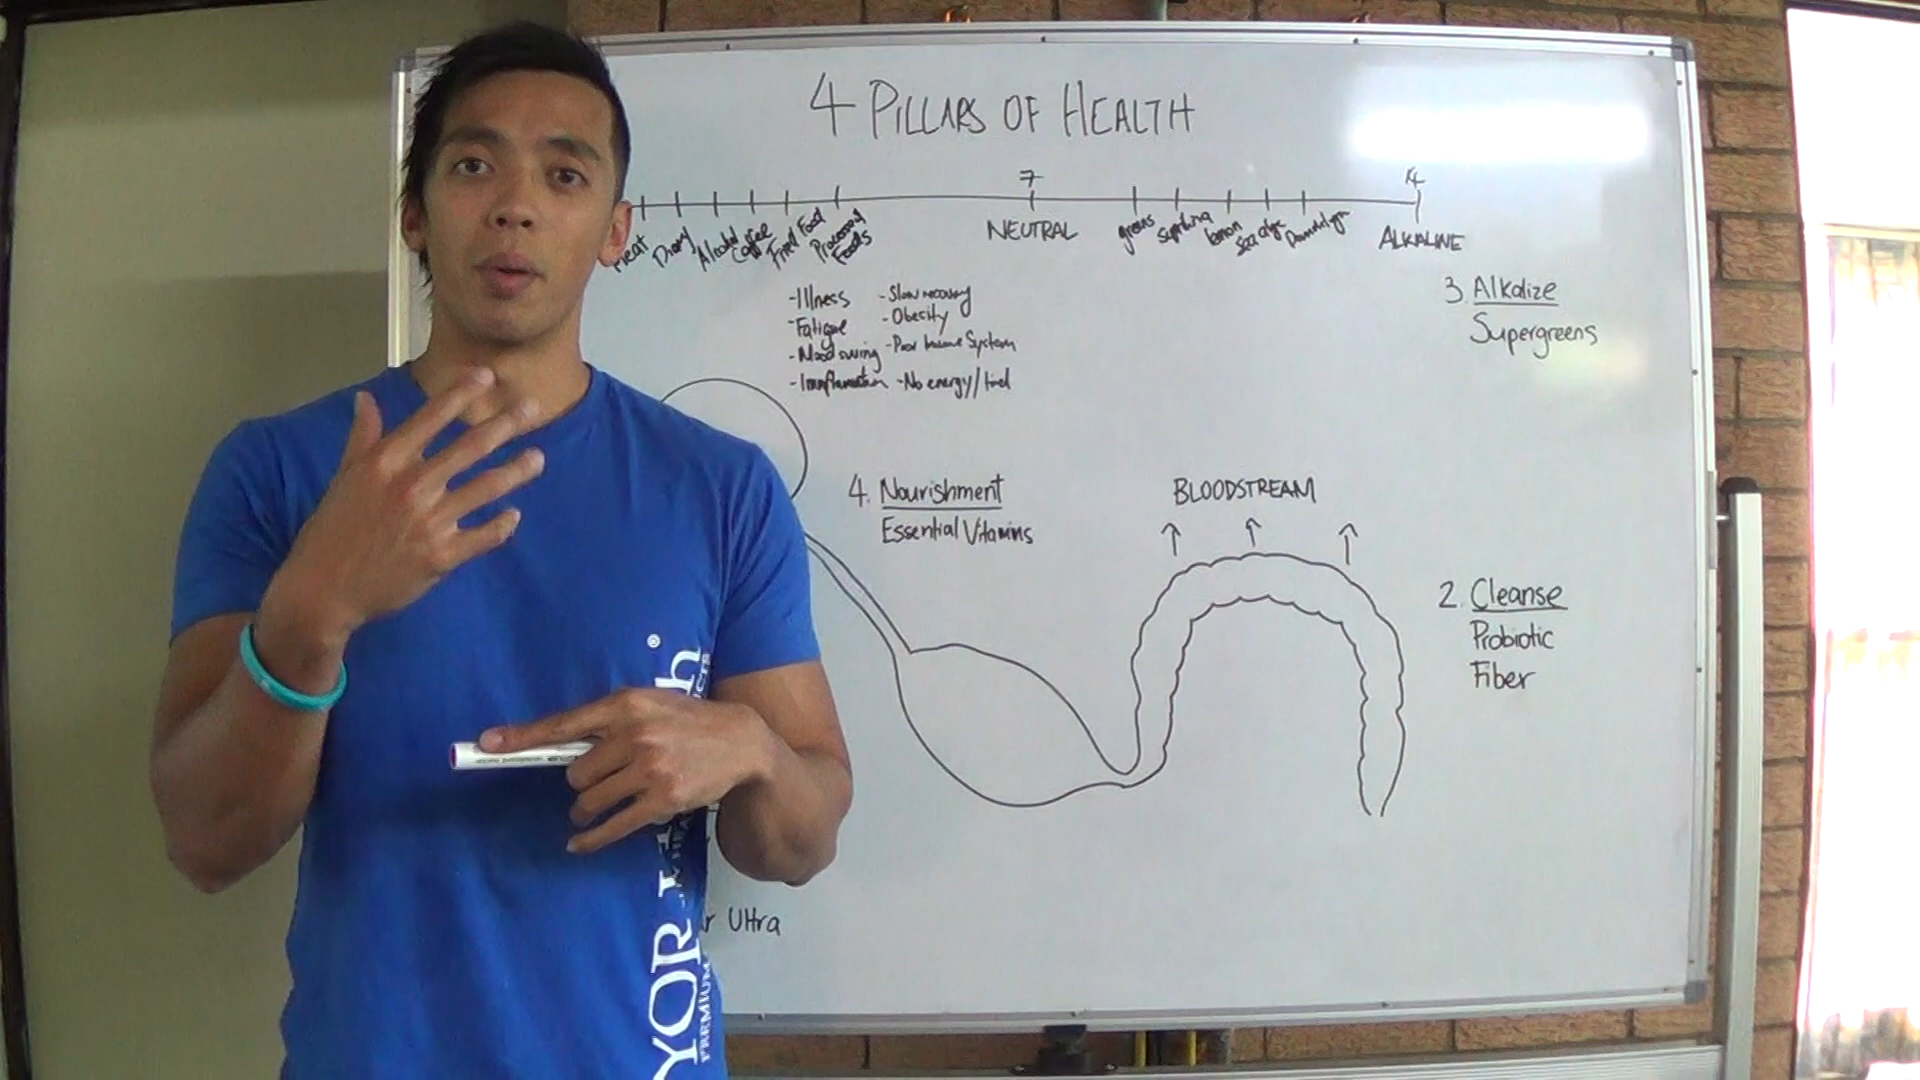 4 PILLARS OF HEALTH
7
14
Meat
Dairy
Alcohol
Coffee
Fried Food
Processed
Foods
NEUTRAL
greens
spirulina
lemon
sea algae
ALKALINE
-Illness
-Fatigue
-Mood swing
-Slow recovery
-Obesity
-Poor Immune System
-No energy/tired
3. Alkalize
Supergreens
4. Nourishment
Essential Vitamins
BLOODSTREAM
2. Cleanse
Probiotic
Fiber
Ultra
YOR
®